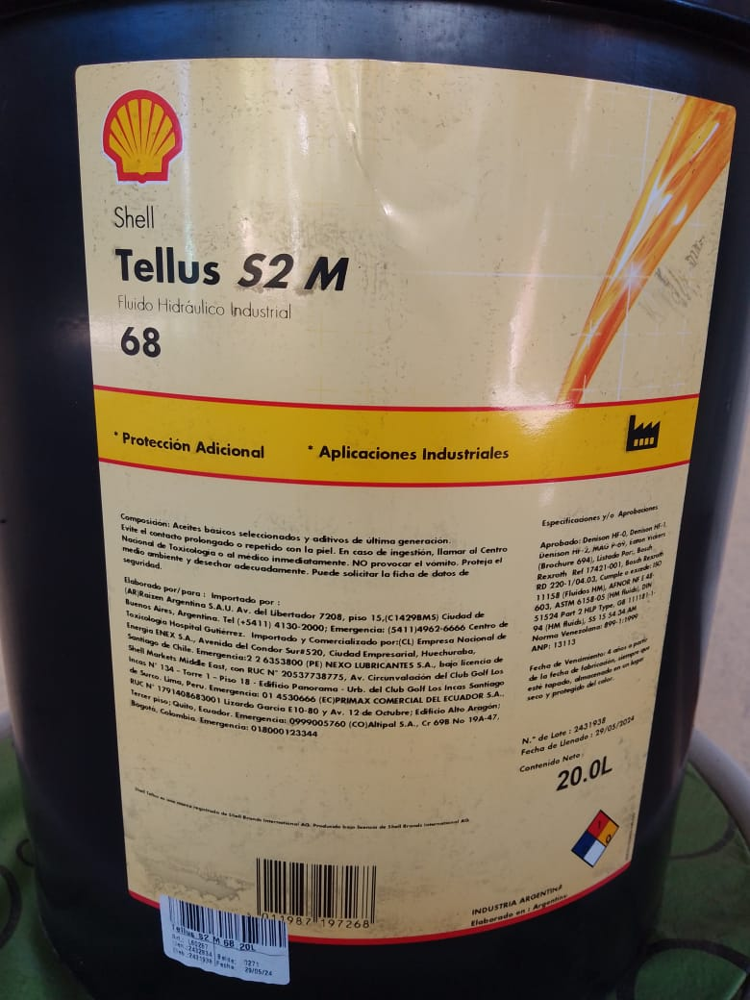 Shell
Tellus S2 M
Fluido Hidráulico Industrial
68
* Protección Adicional
* Aplicaciones Industriales
Composición: Aceites básicos seleccionados y aditivos de última generación.
Evite el contacto prolongado o repetido con la piel. En caso de ingestión, llamar al Centro
Nacional de Toxicología o al médico inmediatamente. NO provocar el vómito. Proteja el
medio ambiente y desechar adecuadamente. Puede solicitar la ficha de datos de
seguridad.
Elaborado por/para : Importado por :
(AR)Raizen Argentina S.A.U. Av. del Libertador 7208, piso 15,(C1429BMS) Ciudad de
Buenos Aires, Argentina. Tel (+5411) 4130-2000; Emergencia: (5411)4962-6666 Centro de
Toxicología Hospital Gutiérrez. Importado y Comercializado por:(CL) Empresa Nacional de
Energía ENEX S.A., Avenida del Condor Sur#520, Ciudad Empresarial, Huechuraba,
Santiago de Chile. Emergencia:2 2 6353800 (PE) NEXO LUBRICANTES S.A., bajo licencia de
Shell Markets Middle East, con RUC N° 20537738775, Av. Circunvalación del Club Golf Los
Incas N° 134 - Torre 1 - Piso 18 - Edificio Panorama - Urb. del Club Golf Los Incas Santiago
de Surco, Lima, Peru. Emergencia: 01 4530666 (EC)PRIMAX COMERCIAL DEL ECUADOR S.A.,
RUC N° 1791408683001 Lizardo García E10-80 y Av. 12 de Octubre; Edificio Alto Aragón;
Tercer piso; Quito, Ecuador. Emergencia: 0999005760 (CO)Altipal S.A., Cr 69B No 19A-47,
Bogotá, Colombia. Emergencia: 018000123344
Especificaciones y/o Aprobaciones
Aprobado: Denison HF-0, Denison HF-1,
Denison HF-2, MAG P-69, Eaton Vickers
(Brochure 694), Listado Por: Bosch
Rexroth Ref 17421-001, Bosch Rexroth
RD 220-1/04.03, Cumple o excede: ISO
11158 (Fluidos HM), AFNOR NF E 48-
603, ASTM 6158-05 (HM fluids), DIN
51524 Part 2 HLP Type, GB 111181-1-
94 (HM fluids), SS 15 54 34 AM
Norma Venezolana: 899-1:1999
ANP: 13113
Fecha de Vencimiento: 4 años a partir
de la fecha de fabricación, siempre que
esté tapado, almacenado en un lugar
seco y protegido del calor.
N.° de Lote : 2431938
Fecha de Llenado : 29/05/2024
Contenido Neto :
20.0L
Shell Tellus es una marca registrada de Shell Brands International AG. Producido bajo licencia de Shell Brands International AG.
1
0
011987 197268
INDUSTRIA ARGENTINA
Elaborado en : Argentina.
Tellus S2 M 68 20L
Balde:
Fecha:
29/05/24